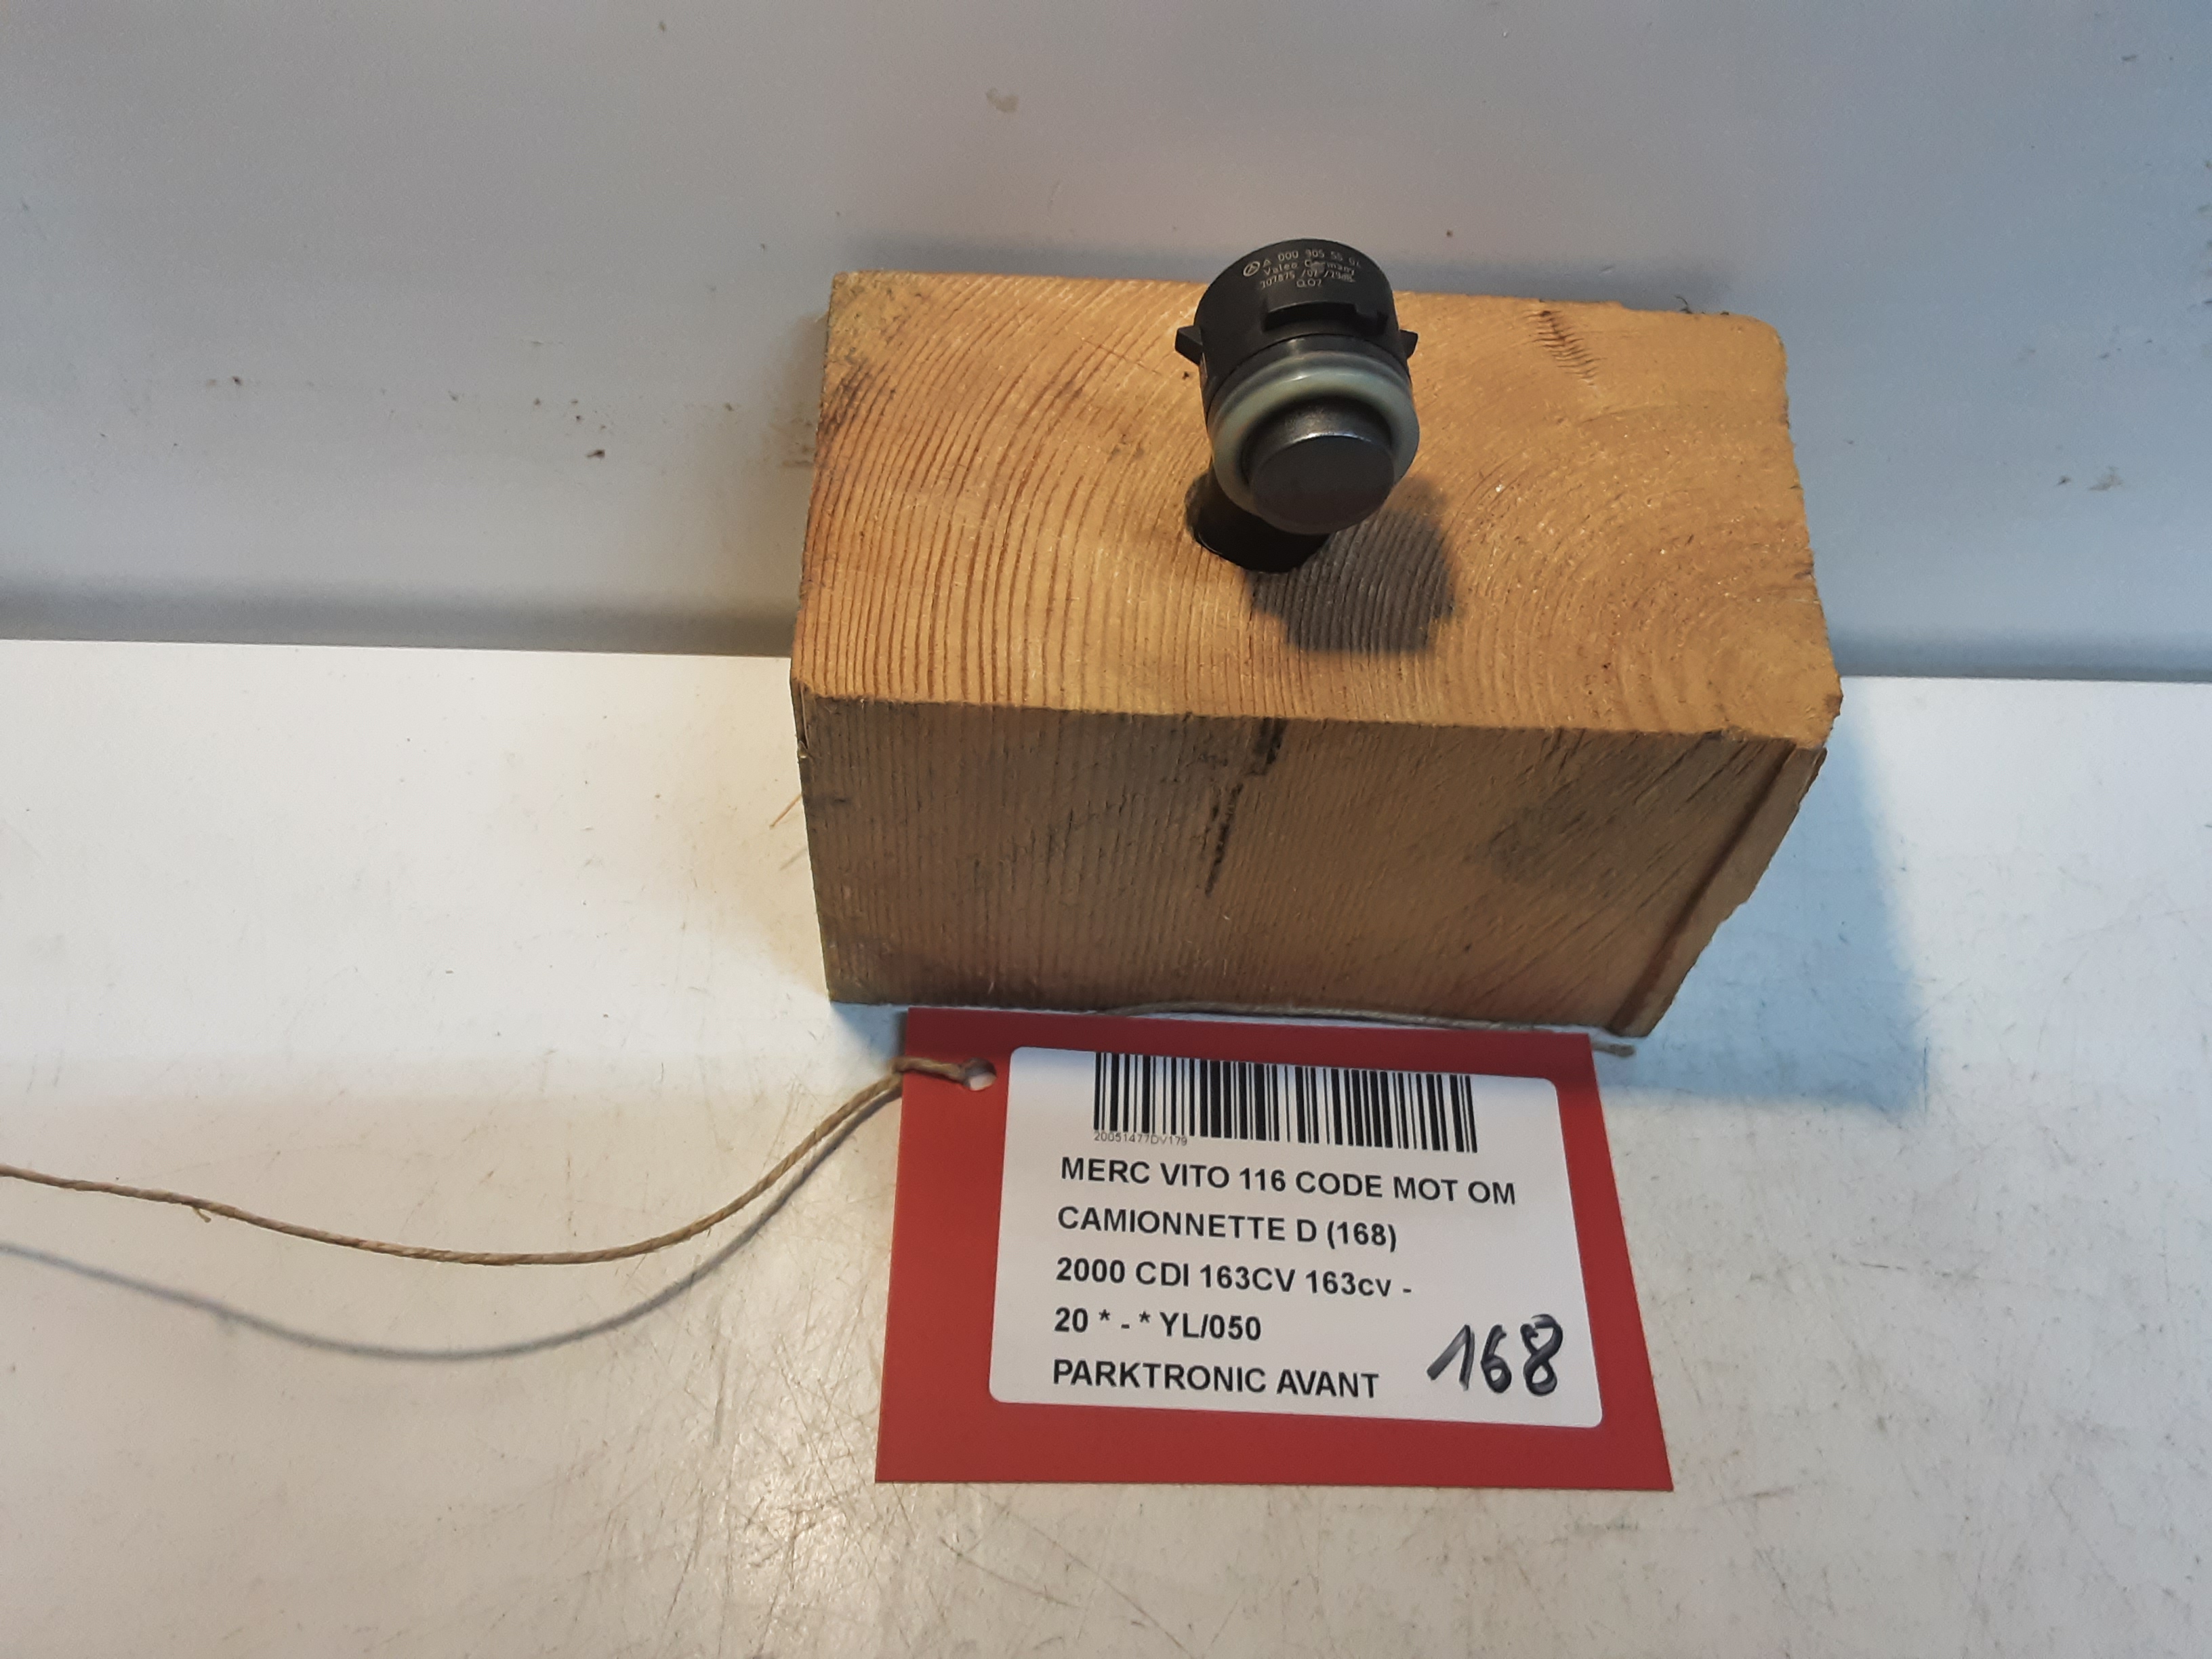 A 000 905 55
Valeo Germany
20051477DV179
MERC VITO 116 CODE MOT OM
CAMIONNETTE D (168)
2000 CDI 163CV 163cv -
20 * - * YL/050
PARKTRONIC AVANT
168